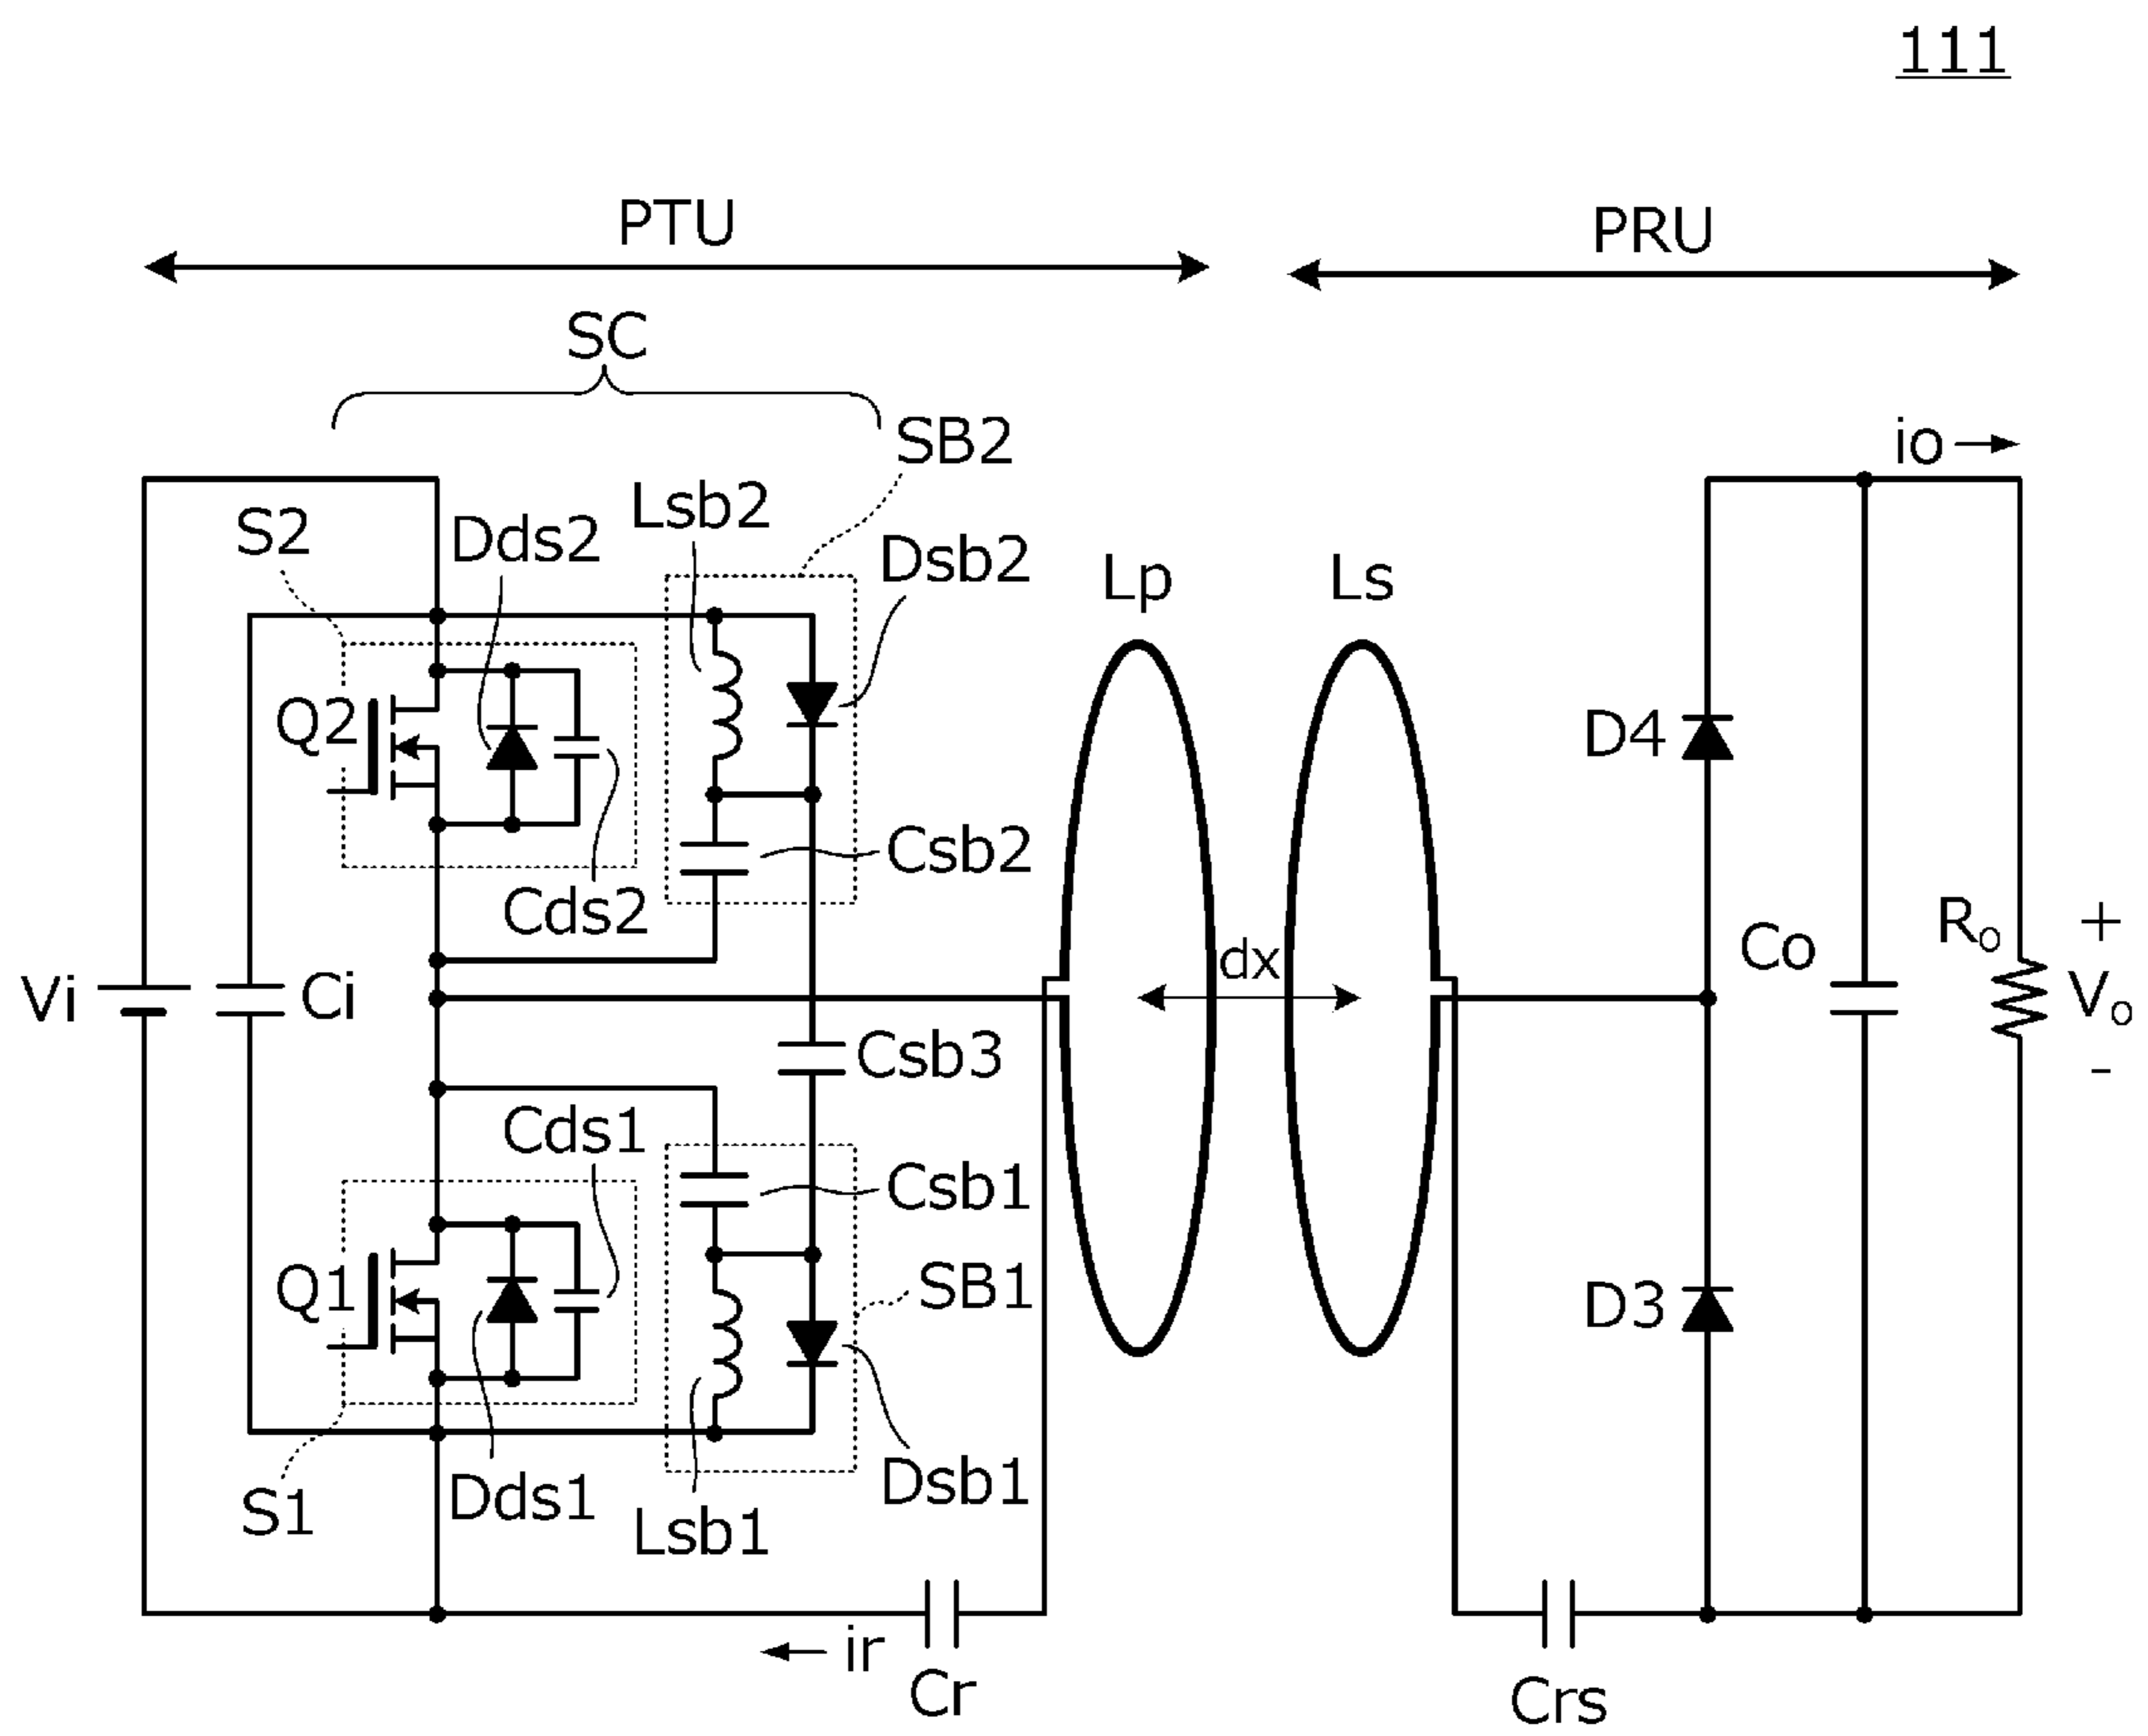 111
PTU
PRU
SC
SB2
io
Lsb2
S2
Dds2
Dsb2
Lp
Ls
Q2
D4
Csb2
Cds2
Ro
+
Co
dx
Vi
Ci
Vo
Csb3
-
Cds1
Csb1
Q1
SB1
D3
Dsb1
S1
Dds1
Lsb1
ir
Cr
Crs